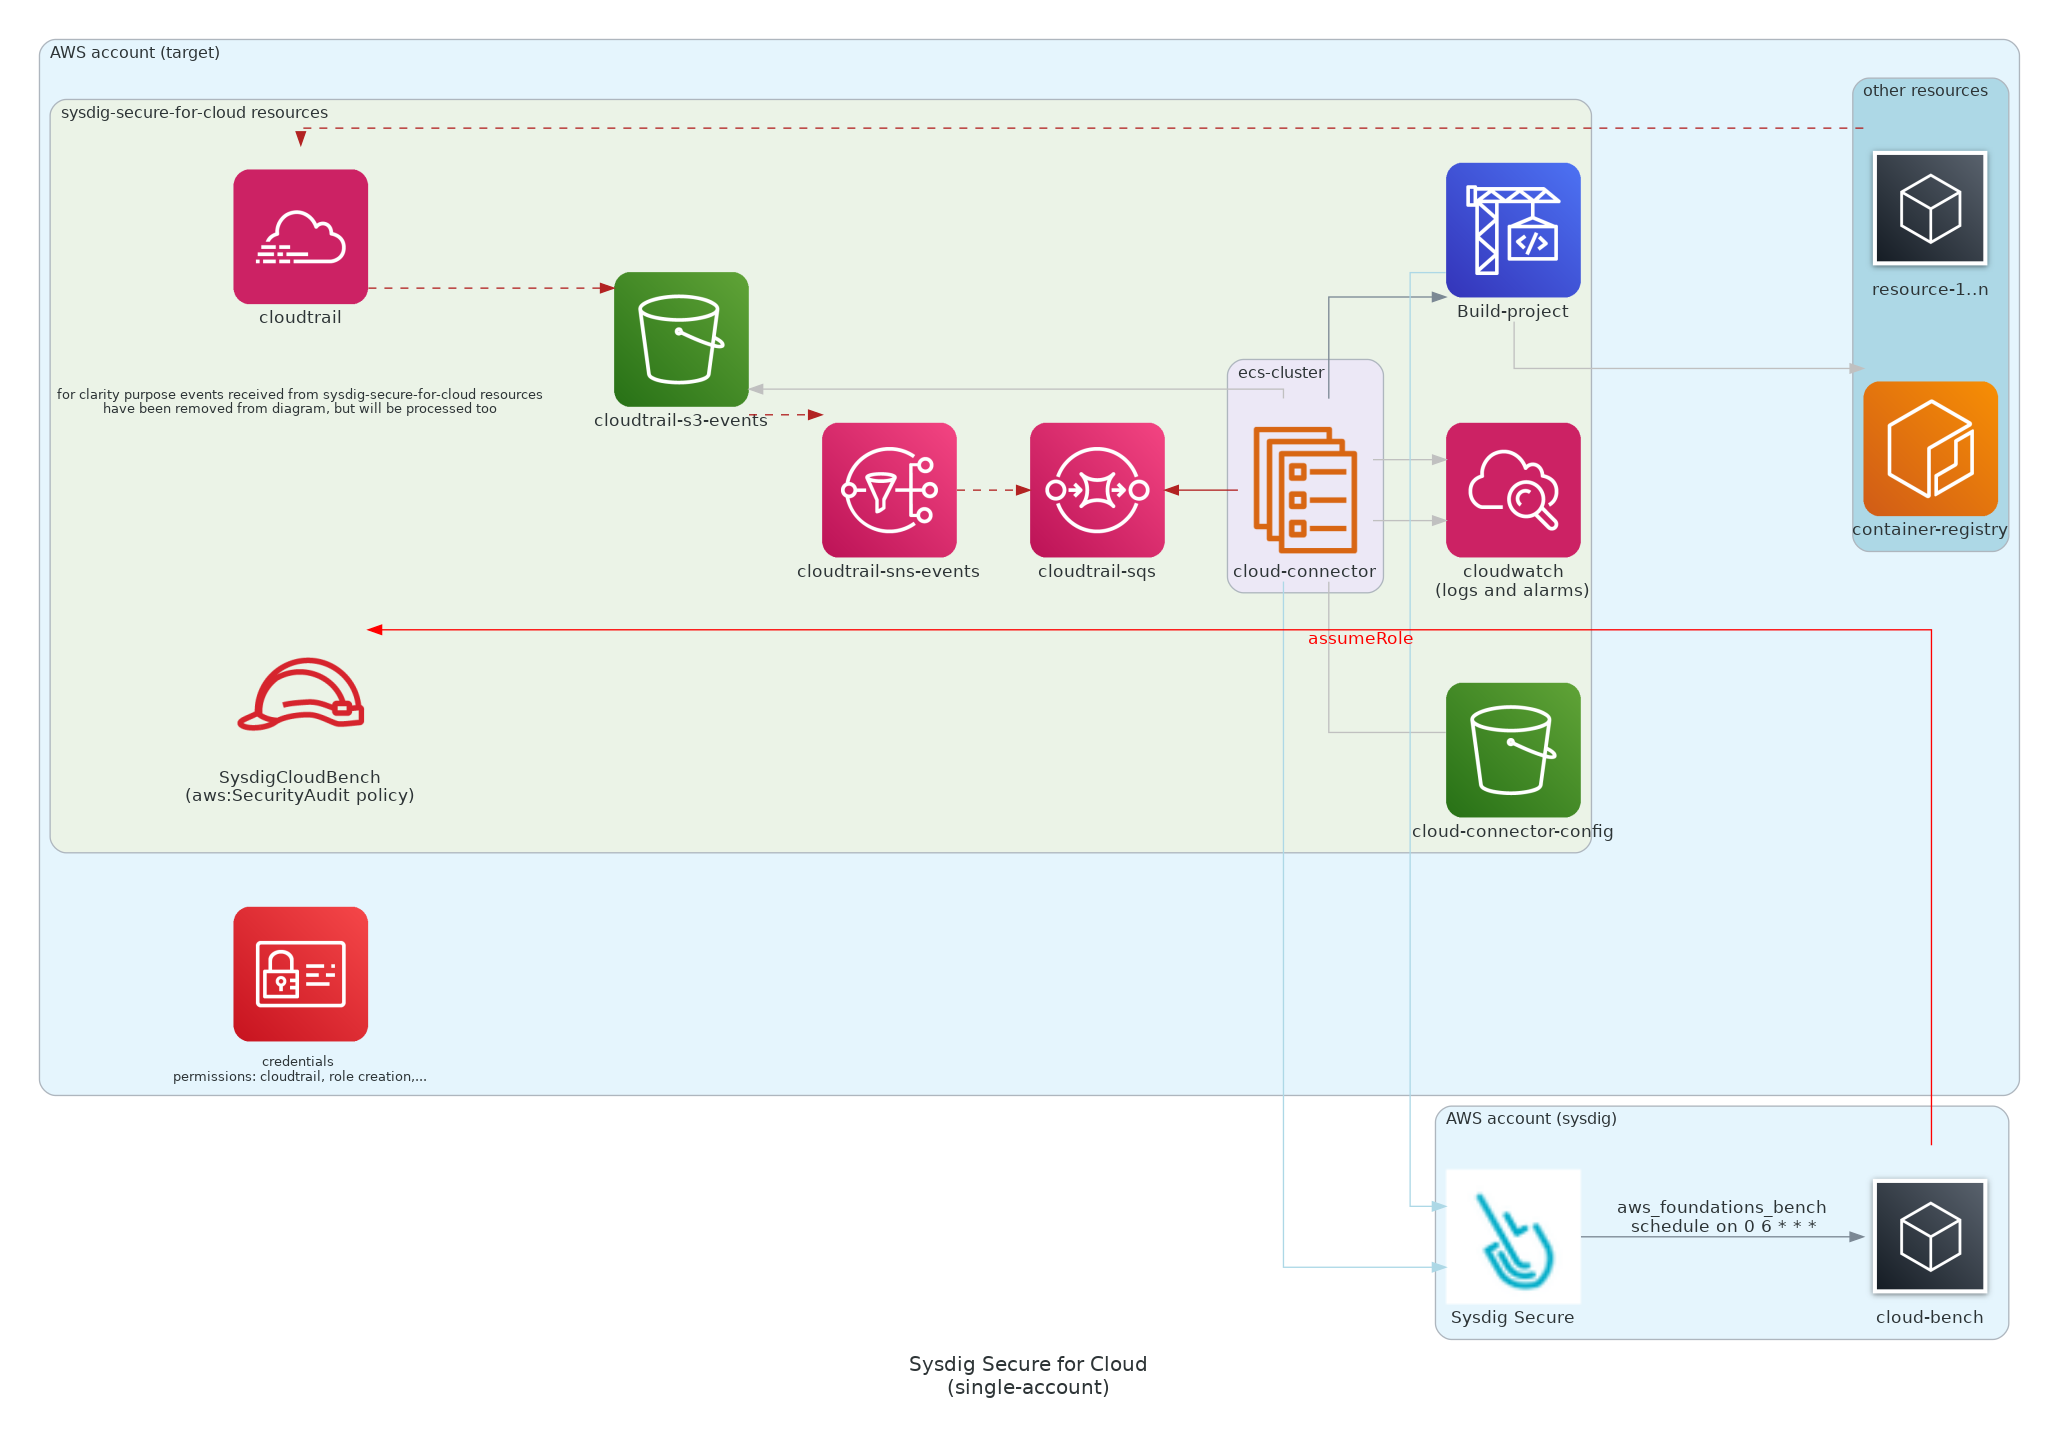 AWS account (target)
sysdig-secure-for-cloud resources
other resources
cloudtrail
resource-1..n
Build-project
for clarity purpose events received from sysdig-secure-for-cloud resources
have been removed from diagram, but will be processed too
cloudtrail-s3-events
ecs-cluster
container-registry
cloudtrail-sns-events
cloudtrail-sqs
cloud-connector
cloudwatch
(logs and alarms)
assumeRole
SysdigCloudBench
(aws:SecurityAudit policy)
cloud-connector-config
credentials
permissions: cloudtrail, role creation,...
AWS account (sysdig)
aws_foundations_bench
schedule on 0 6 * * *
Sysdig Secure
cloud-bench
Sysdig Secure for Cloud
(single-account)